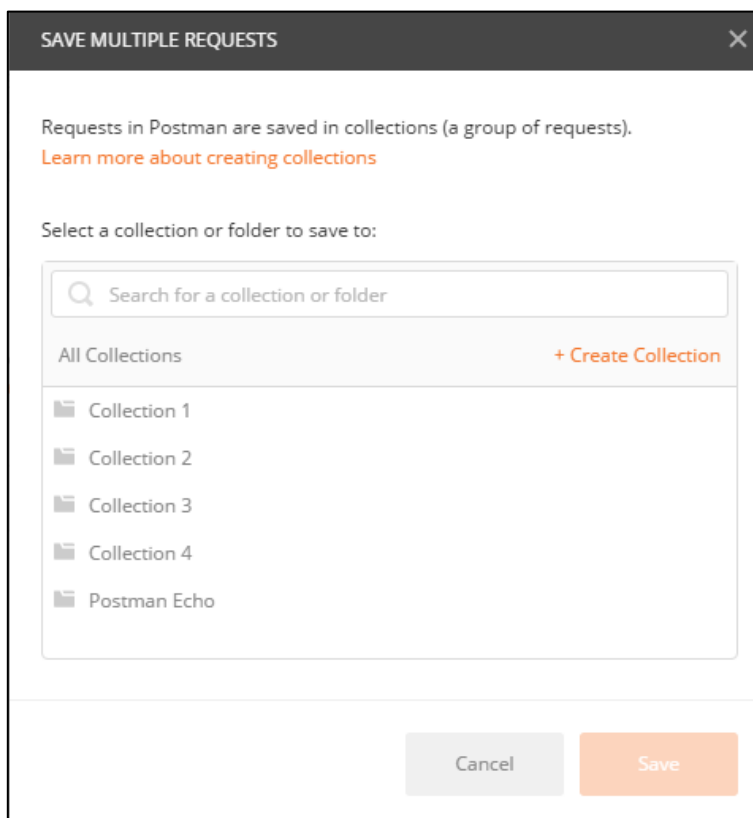 SAVE MULTIPLE REQUESTS
Requests in Postman are saved in collections (a group of requests).
Learn more about creating collections
Select a collection or folder to save to:
Search for a collection or folder
All Collections + Create Collection
Collection 1
Collection 2
Collection 3
Collection 4
Postman Echo
Cancel Save